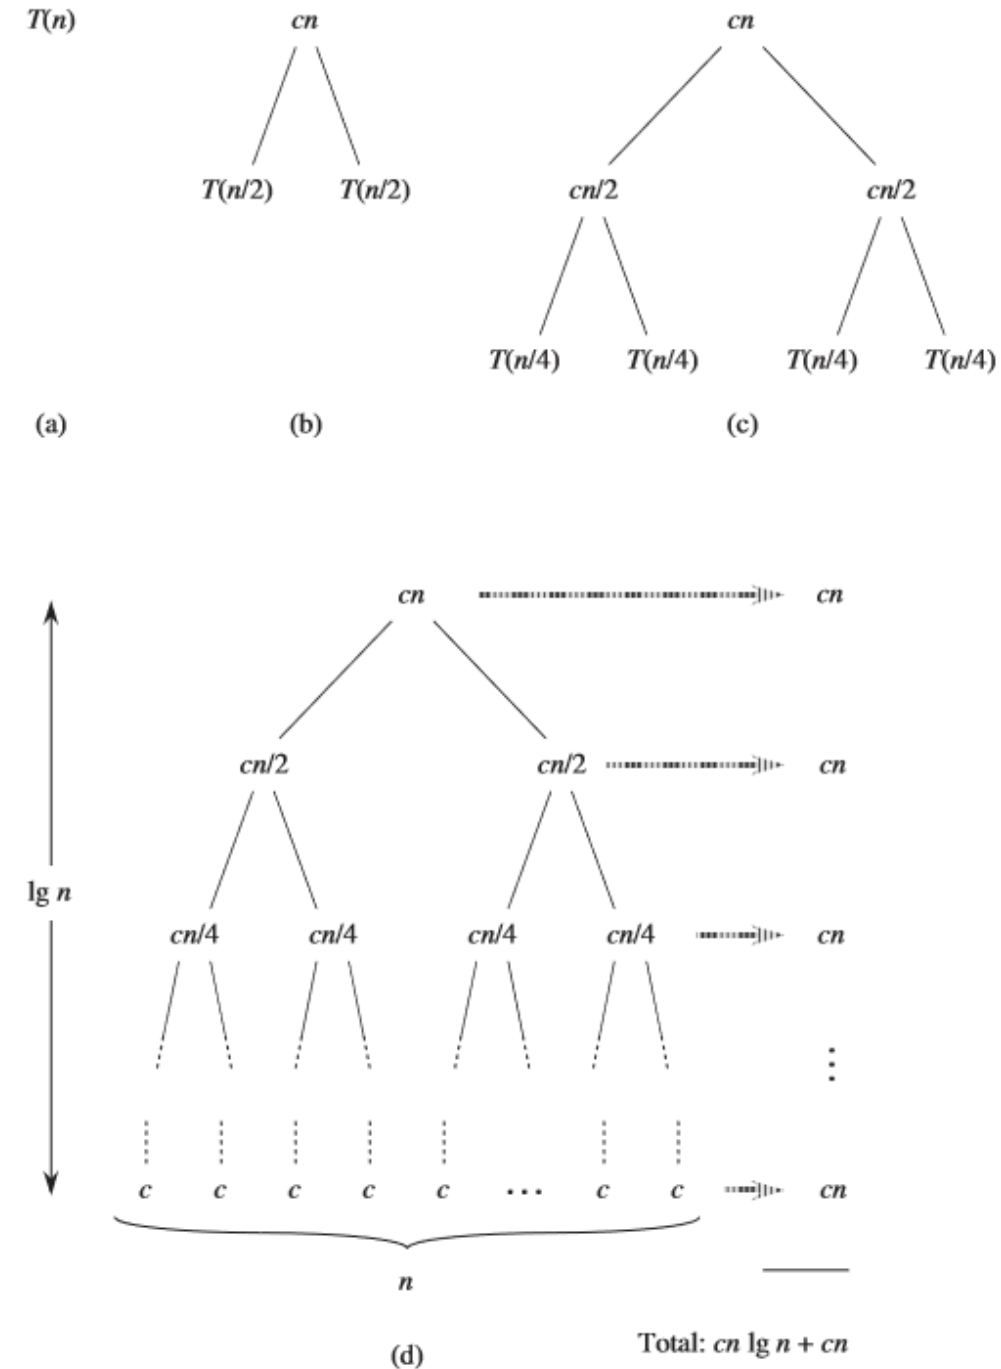 T(n) cn cn
T(n/2) T(n/2) cn/2 cn/2
T(n/4) T(n/4) T(n/4) T(n/4)
(a) (b) (c)
cn cn
cn/2 cn/2 cn
lg n
cn/4 cn/4 cn/4 cn/4 cn
⋮
c c c c c ... c c cn
n
Total: cn lg n + cn
(d)